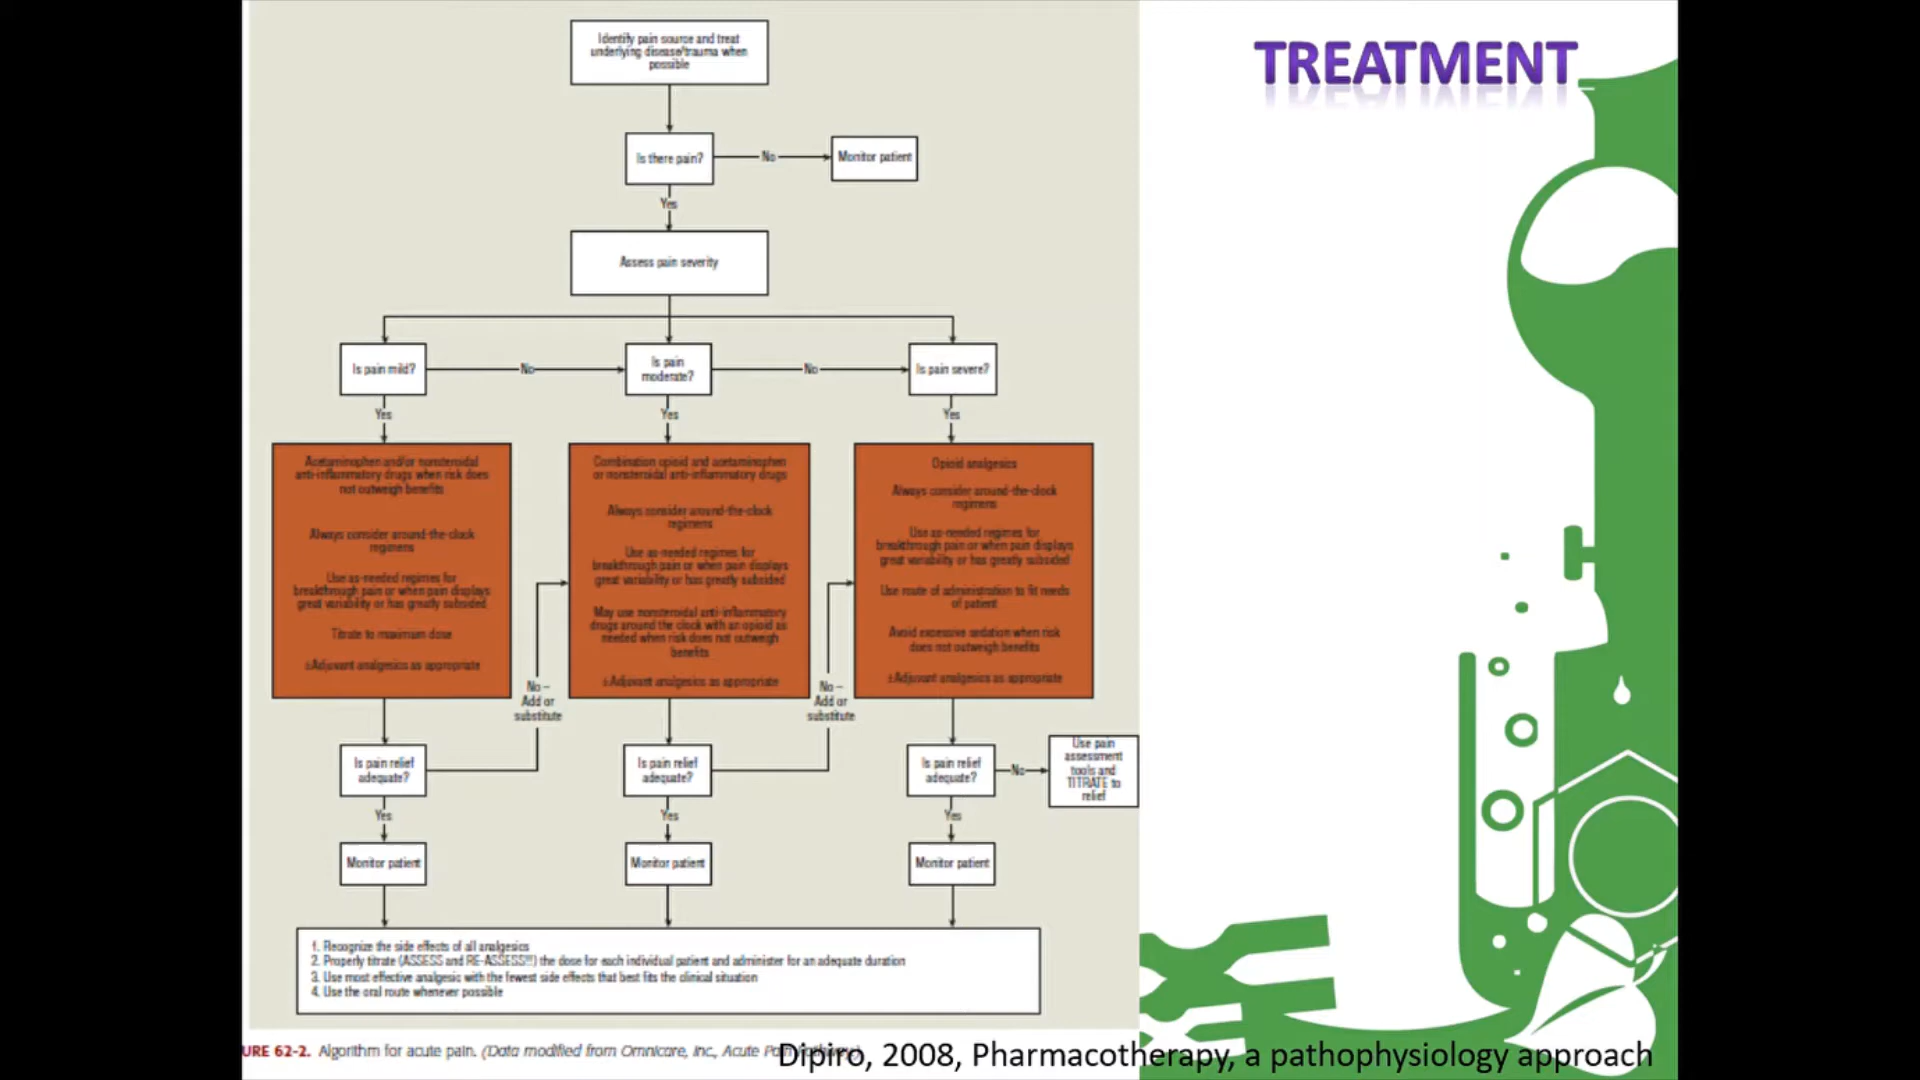 TREATMENT
Identify pain source and treat
underlying disease/trauma when
possible
Is there pain?
No
Monitor patient
Yes
Assess pain severity
Is pain mild?
No
Is pain
moderate?
No
Is pain severe?
Yes
Yes
Yes
Acetaminophen and/or nonsteroidal
anti-inflammatory drugs when risk does
not outweigh benefits
Always consider around-the-clock
regimens
Use as-needed regimes for
breakthrough pain or when pain displays
great variability or has greatly subsided
Titrate to maximum dose
±Adjuvant analgesics as appropriate
Combination opioid and acetaminophen
or nonsteroidal anti-inflammatory drugs
Always consider around-the-clock
regimens
Use as-needed regimes for
breakthrough pain or when pain displays
great variability or has greatly subsided
May use nonsteroidal anti-inflammatory
drugs around the clock with an opioid as
needed when risk does not outweigh
benefits
±Adjuvant analgesics as appropriate
Opioid analgesics
Always consider around-the-clock
regimens
Use as-needed regimes for
breakthrough pain or when pain displays
great variability or has greatly subsided
Use route of administration to fit needs
of patient
Avoid excessive sedation when risk
does not outweigh benefits
±Adjuvant analgesics as appropriate
No –
Add or
substitute
No –
Add or
substitute
Is pain relief
adequate?
Is pain relief
adequate?
Is pain relief
adequate?
No
Use pain
assessment
tools and
TITRATE to
relief
Yes
Yes
Yes
Monitor patient
Monitor patient
Monitor patient
1. Recognize the side effects of all analgesics
2. Properly titrate (ASSESS and RE-ASSESS!!!) the dose for each individual patient and administer for an adequate duration
3. Use most effective analgesic with the fewest side effects that best fits the clinical situation
4. Use the oral route whenever possible
URE 62-2. Algorithm for acute pain. (Data modified from Omnicare, Inc., Acute Pain Pathway).
Dipiro, 2008, Pharmacotherapy, a pathophysiology approach